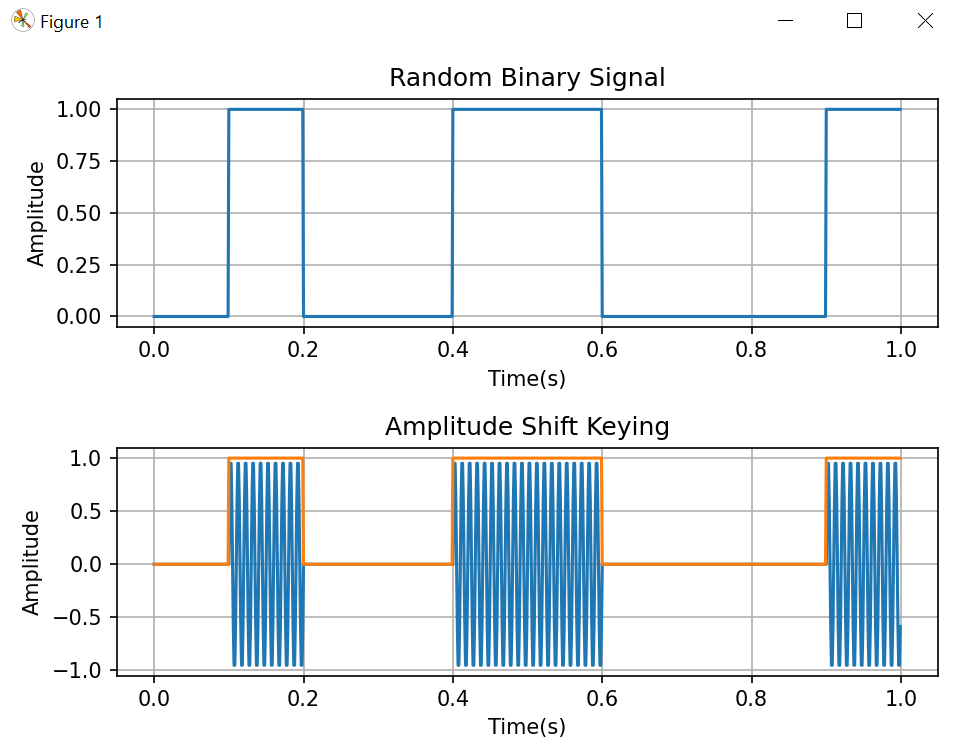 Figure 1
Random Binary Signal
1.00
0.75
0.50
0.25
0.00
Amplitude
0.0 0.2 0.4 0.6 0.8 1.0
Time(s)
Amplitude Shift Keying
1.0
0.5
0.0
−0.5
−1.0
Amplitude
0.0 0.2 0.4 0.6 0.8 1.0
Time(s)